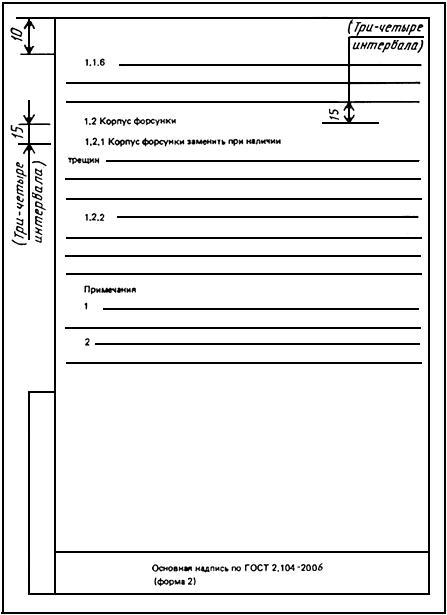 10
(Три-четыре
интервала)
1.1.6
15
15
1.2 Корпус форсунки
1.2.1 Корпус форсунки заменить при наличии
трещин
(Три-четыре
интервала)
1.2.2
Примечания
1
2
Основная надпись по ГОСТ 2.104-2006
(форма 2)